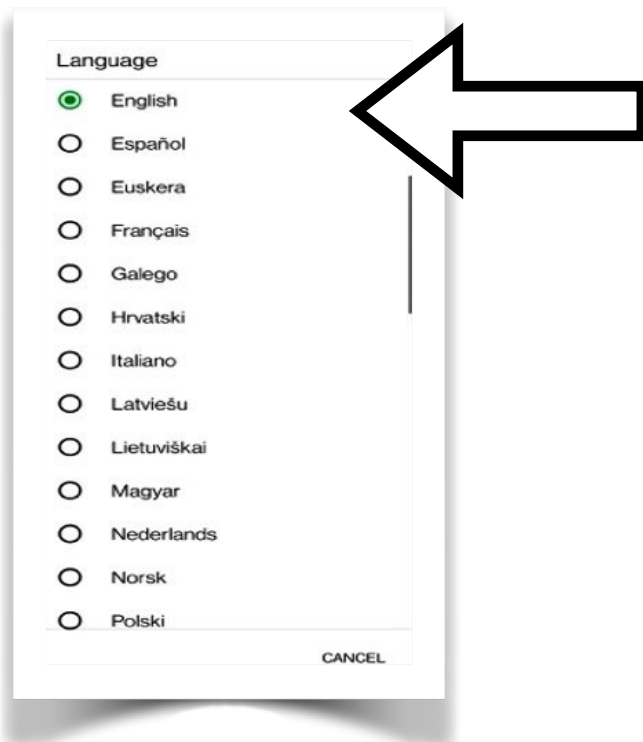 Language
English
Español
Euskera
Français
Galego
Hrvatski
Italiano
Latviešu
Lietuviškai
Magyar
Nederlands
Norsk
Polski
CANCEL